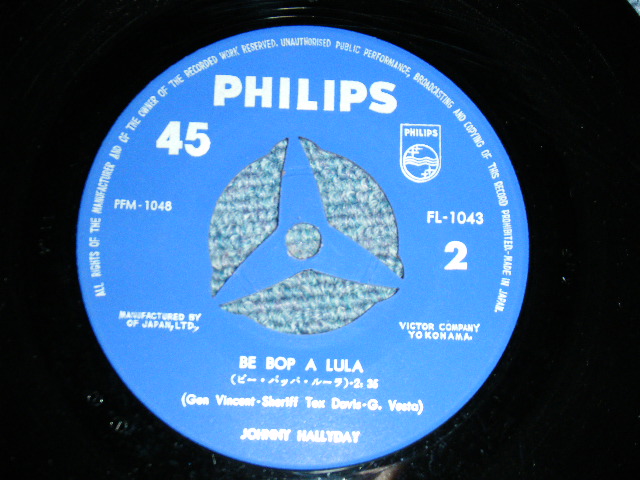 ALL RIGHTS OF THE MANUFACTURER AND OF THE OWNER OF THE RECORDED WORK RESERVED. UNAUTHORISED PUBLIC PERFORMANCE, BROADCASTING AND COPYING OF THIS RECORD PROHIBITED. MADE IN JAPAN.
PHILIPS
45
PHILIPS
PFM-1048
FL-1043
2
MANUFACTURED BY VICTOR COMPANY
OF JAPAN, LTD., YOKOHAMA.
BE BOP A LULA
(ビー・バッパ・ルーラ)-2:35
(Gen Vincent-Sheriff Tex Davis-G. Vesta)
JOHNNY HALLYDAY